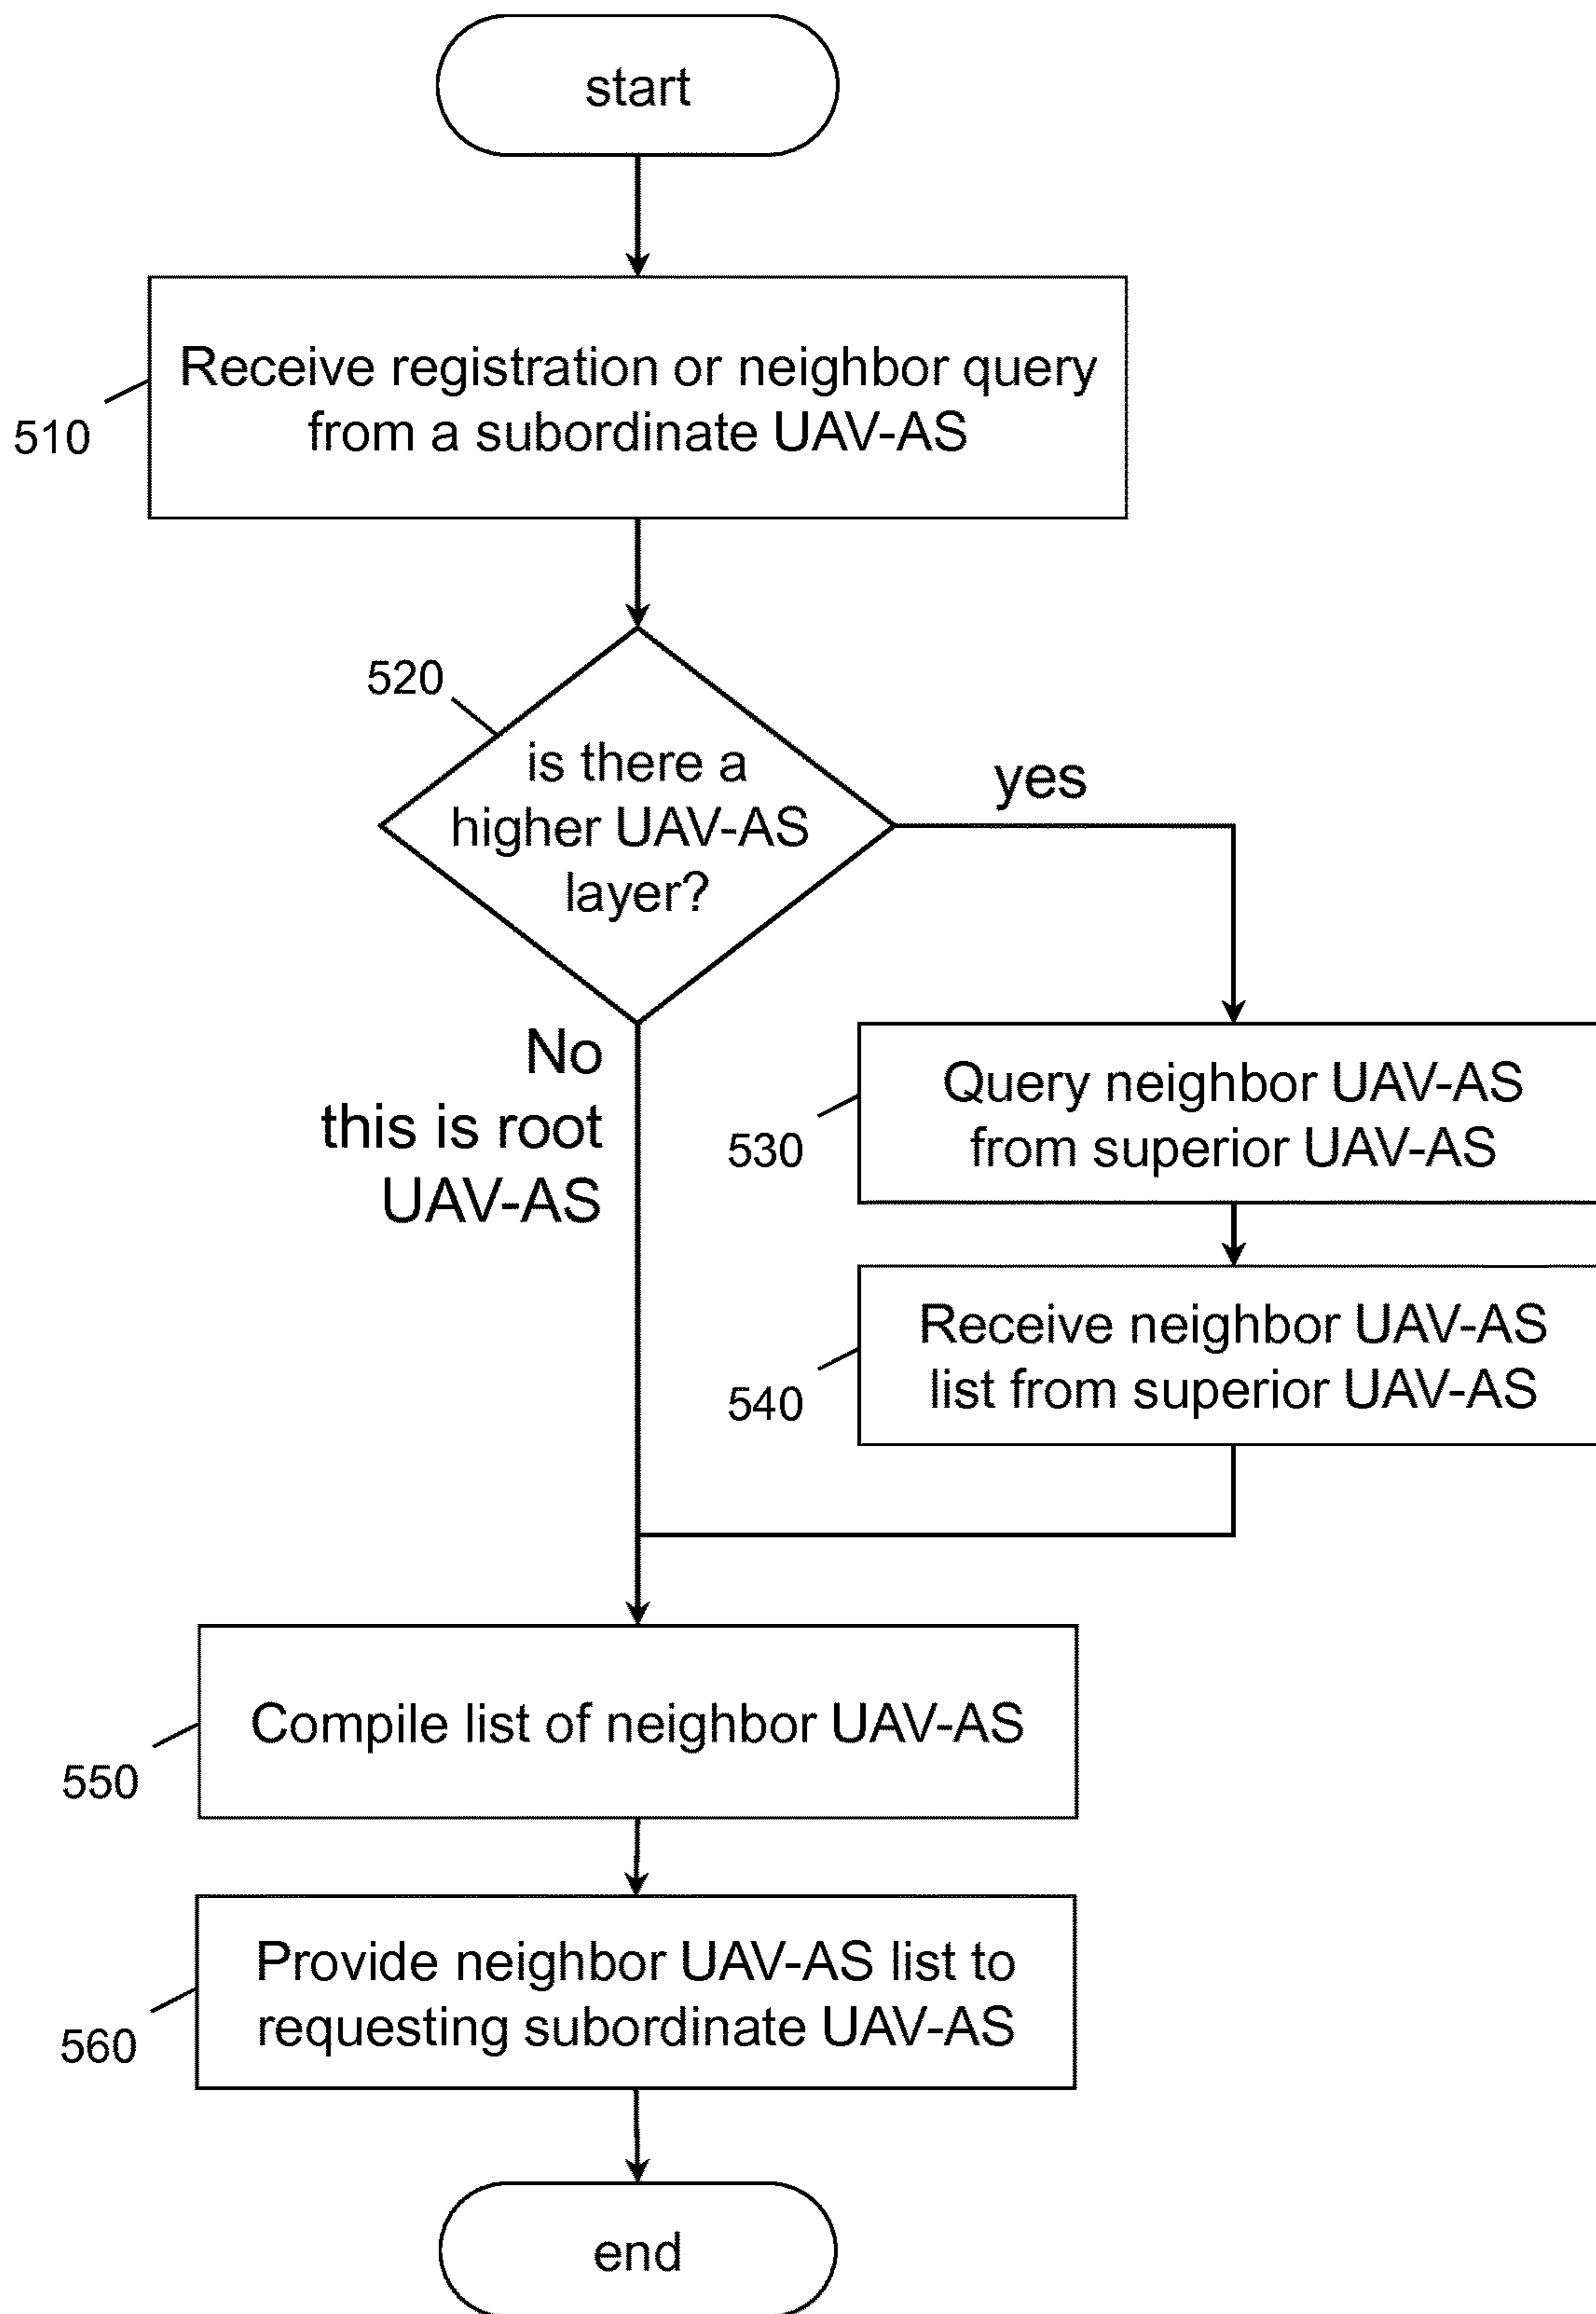 start
Receive registration or neighbor query
from a subordinate UAV-AS
510
520
is there a
higher UAV-AS
layer?
yes
No
this is root
UAV-AS
Query neighbor UAV-AS
from superior UAV-AS
530
Receive neighbor UAV-AS
list from superior UAV-AS
540
Compile list of neighbor UAV-AS
550
Provide neighbor UAV-AS list to
requesting subordinate UAV-AS
560
end